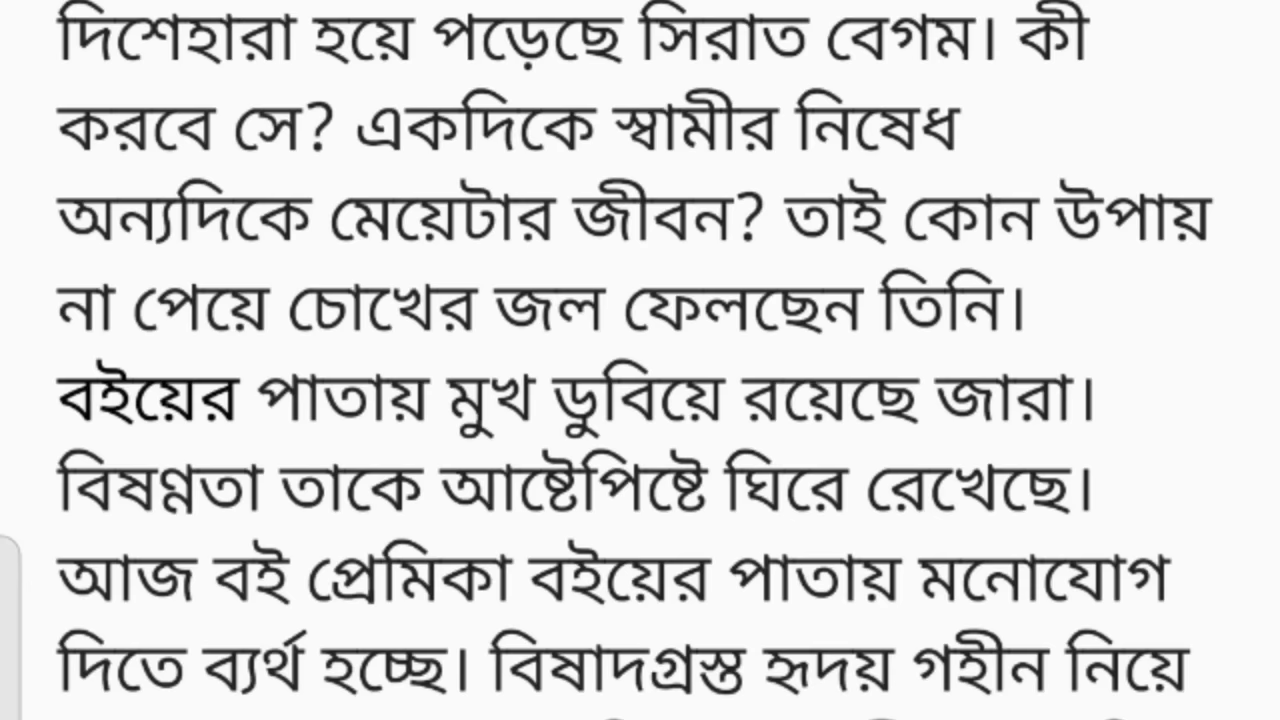 দিশেহারা হয়ে পড়েছে সিরাত বেগম। কী
করবে সে? একদিকে স্বামীর নিষেধ
অন্যদিকে মেয়েটার জীবন? তাই কোন উপায়
না পেয়ে চোখের জল ফেলছেন তিনি।
বইয়ের পাতায় মুখ ডুবিয়ে রয়েছে জারা।
বিষণ্নতা তাকে আষ্টেপিষ্টে ঘিরে রেখেছে।
আজ বই প্রেমিকা বইয়ের পাতায় মনোযোগ
দিতে ব্যর্থ হচ্ছে। বিষাদগ্রস্ত হৃদয় গহীন নিয়ে